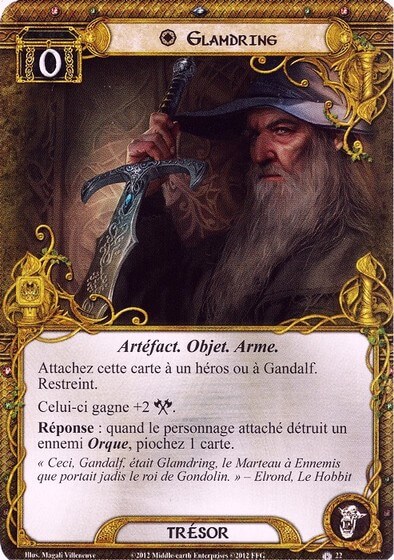 Glamdring
0
Artéfact. Objet. Arme.
Attachez cette carte à un héros ou à Gandalf.
Restreint.
Celui-ci gagne +2 .
Réponse : quand le personnage attaché détruit un
ennemi Orque, piochez 1 carte.
« Ceci, Gandalf, était Glamdring, le Marteau à Ennemis
que portait jadis le roi de Gondolin. » – Elrond, Le Hobbit
TRÉSOR
Illus. Magali Villeneuve
©2012 Middle-earth Enterprises ©2012 FFG
22